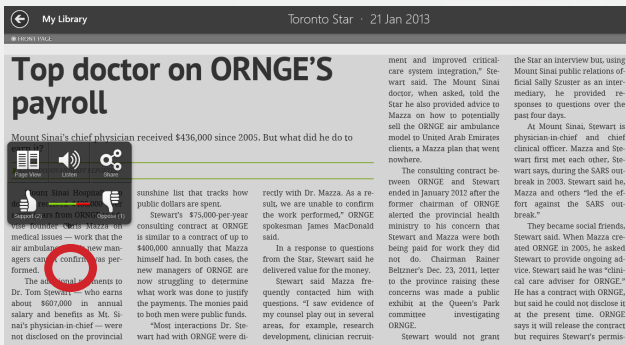 My Library
Toronto Star · 21 Jan 2013
FRONT PAGE
Top doctor on ORNGE'S
payroll
Mount Sinai's chief physician received $436,000 since 2005. But what did he do to
earn it?
Page View
Listen
Share
Support (2)
Oppose (1)
Mount Sinai Hospital's
from ORNGE
vise founder Chris Mazza on
medical issues — work that the
air ambulance's new man-
agers can't confirm was per-
formed.
The additional payments to
Dr. Tom Stewart — who earns
about $607,000 in annual
salary and benefits as Mt. Si-
nai's physician-in-chief — were
not disclosed on the provincial
sunshine list that tracks how
public dollars are spent.
Stewart's $75,000-per-year
consulting contract at ORNGE
is similar to a contract of up to
$400,000 annually that Mazza
himself had. In both cases, the
new managers of ORNGE are
now struggling to determine
what work was done to justify
the payments. The monies paid
to both men were public funds.
"Most interactions Dr. Ste-
wart had with ORNGE were di-
rectly with Dr. Mazza. As a re-
sult, we are unable to confirm
the work performed," ORNGE
spokesman James MacDonald
said.
In a response to questions
from the Star, Stewart said he
delivered value for the money.
Stewart said Mazza fre-
quently contacted him with
questions. "I saw evidence of
my counsel play out in several
areas, for example, research
development, clinician recruit-
ment and improved critical-
care system integration," Ste-
wart said. The Mount Sinai
doctor, when asked, told the
Star he also provided advice to
Mazza on how to potentially
sell the ORNGE air ambulance
model to United Arab Emirates
clients, a Mazza plan that went
nowhere.
The consulting contract be-
tween ORNGE and Stewart
ended in January 2012 after the
former chairman of ORNGE
alerted the provincial health
ministry to his concern that
Stewart and Mazza were both
being paid for work they did
not do. Chairman Rainer
Beltzner's Dec. 23, 2011, letter
to the province raising these
concerns was made a public
exhibit at the Queen's Park
committee investigating
ORNGE.
Stewart would not grant
the Star an interview but, using
Mount Sinai public relations of-
ficial Sally Szuster as an inter-
mediary, he provided re-
sponses to questions over the
past four days.
At Mount Sinai, Stewart is
physician-in-chief and chief
clinical officer. Mazza and Ste-
wart first met each other, Ste-
wart says, during the SARS out-
break in 2003. Stewart said he,
Mazza and others "led the ef-
fort against the SARS out-
break."
They became social friends,
Stewart said. When Mazza cre-
ated ORNGE in 2005, he asked
Stewart to provide ongoing ad-
vice. Stewart said he was "clini-
cal care adviser for ORNGE."
He has a contract with ORNGE,
but said he could not disclose it
at the present time. ORNGE
says it will release the contract
but requires Stewart's permis-